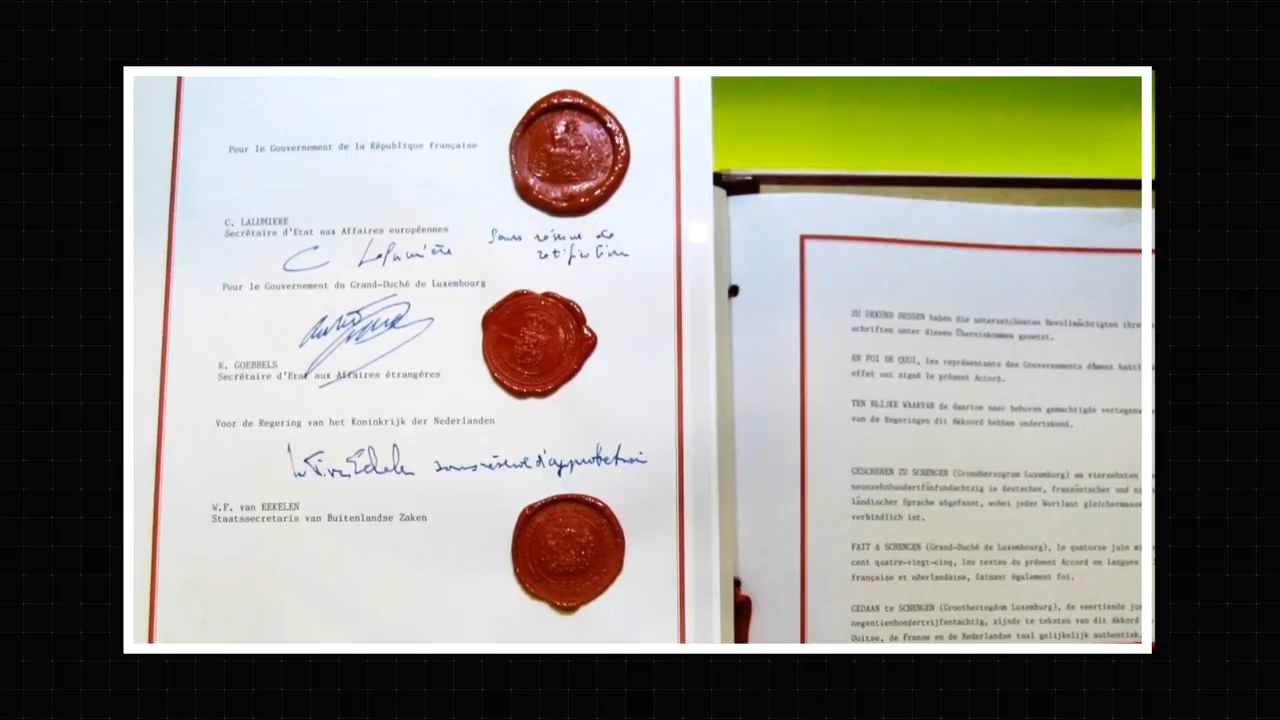 Pour le Gouvernement de la République française
C. LALUMIERE
Secrétaire d'Etat aux Affaires européennes
C Lalumière
Sous réserve de
ratification
Pour le Gouvernement du Grand-Duché de Luxembourg
R. GOEBBELS
Secrétaire d'Etat aux Affaires étrangères
Voor de Regering van het Koninkrijk der Nederlanden
W.F. van Eekelen sous réserve d'approbation
W.F. van EEKELEN
Staatssecretaris van Buitenlandse Zaken
ZU URKUND DESSEN haben die unterzeichneten Bevollmächtigten ihre
schriften unter dieses Übereinkommen gesetzt.
EN FOI DE QUOI, les représentants des Gouvernements dûment habil
effet ont signé le présent Accord.
TEN BLIJKE WAARVAN de daartoe naar behoren gemachtigde vertegenw
van de Regeringen dit Akkoord hebben ondertekend.
GESCHEHEN ZU SCHENGEN (Grossherzogtum Luxemburg) am vierzehnten
neunzehnhundertfünfundachtzig in deutscher, französischer und ni
ländischer Sprache abgefasst, wobei jeder Wortlaut gleichermass
verbindlich ist.
FAIT A SCHENGEN (Grand-Duché de Luxembourg), le quatorze juin mi
cent quatre-vingt-cinq, les textes du présent Accord en langues
française et néerlandaise, faisant également foi.
GEDAAN te SCHENGEN (Groothertogdom Luxemburg), de veertiende jun
negentienhondertvijfentachtig, zijnde de teksten van dit Akkord
Duitse, de Franse en de Nederlandse taal gelijkelijk authentiek.